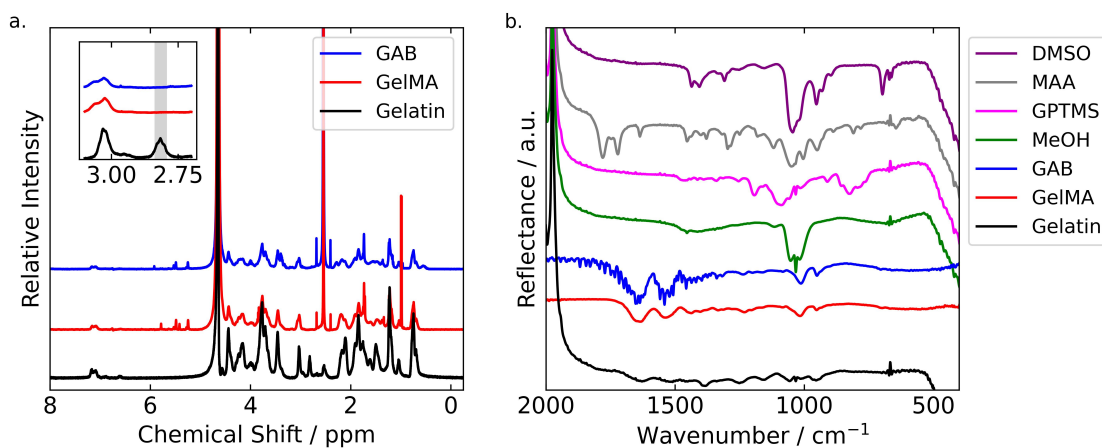 a.
GAB
GelMA
Gelatin
3.00 2.75
Relative Intensity
8 6 4 2 0
Chemical Shift / ppm
b.
DMSO
MAA
GPTMS
MeOH
GAB
GelMA
Gelatin
Reflectance / a.u.
2000 1500 1000 500
Wavenumber / cm⁻¹